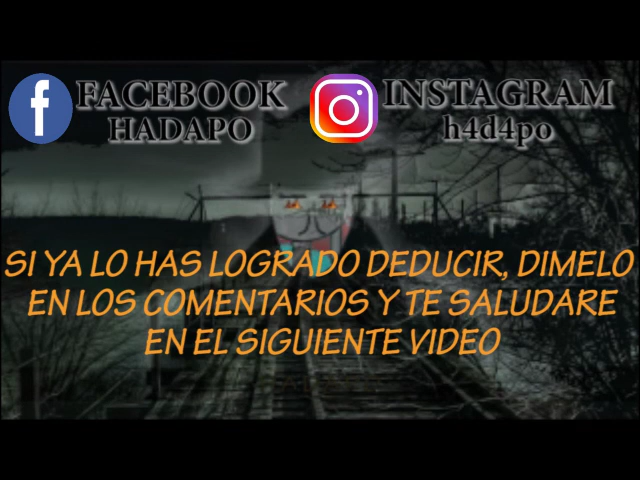 FACEBOOK
HADAPO
INSTAGRAM
h4d4po
SI YA LO HAS LOGRADO DEDUCIR, DIMELO
EN LOS COMENTARIOS Y TE SALUDARE
EN EL SIGUIENTE VIDEO